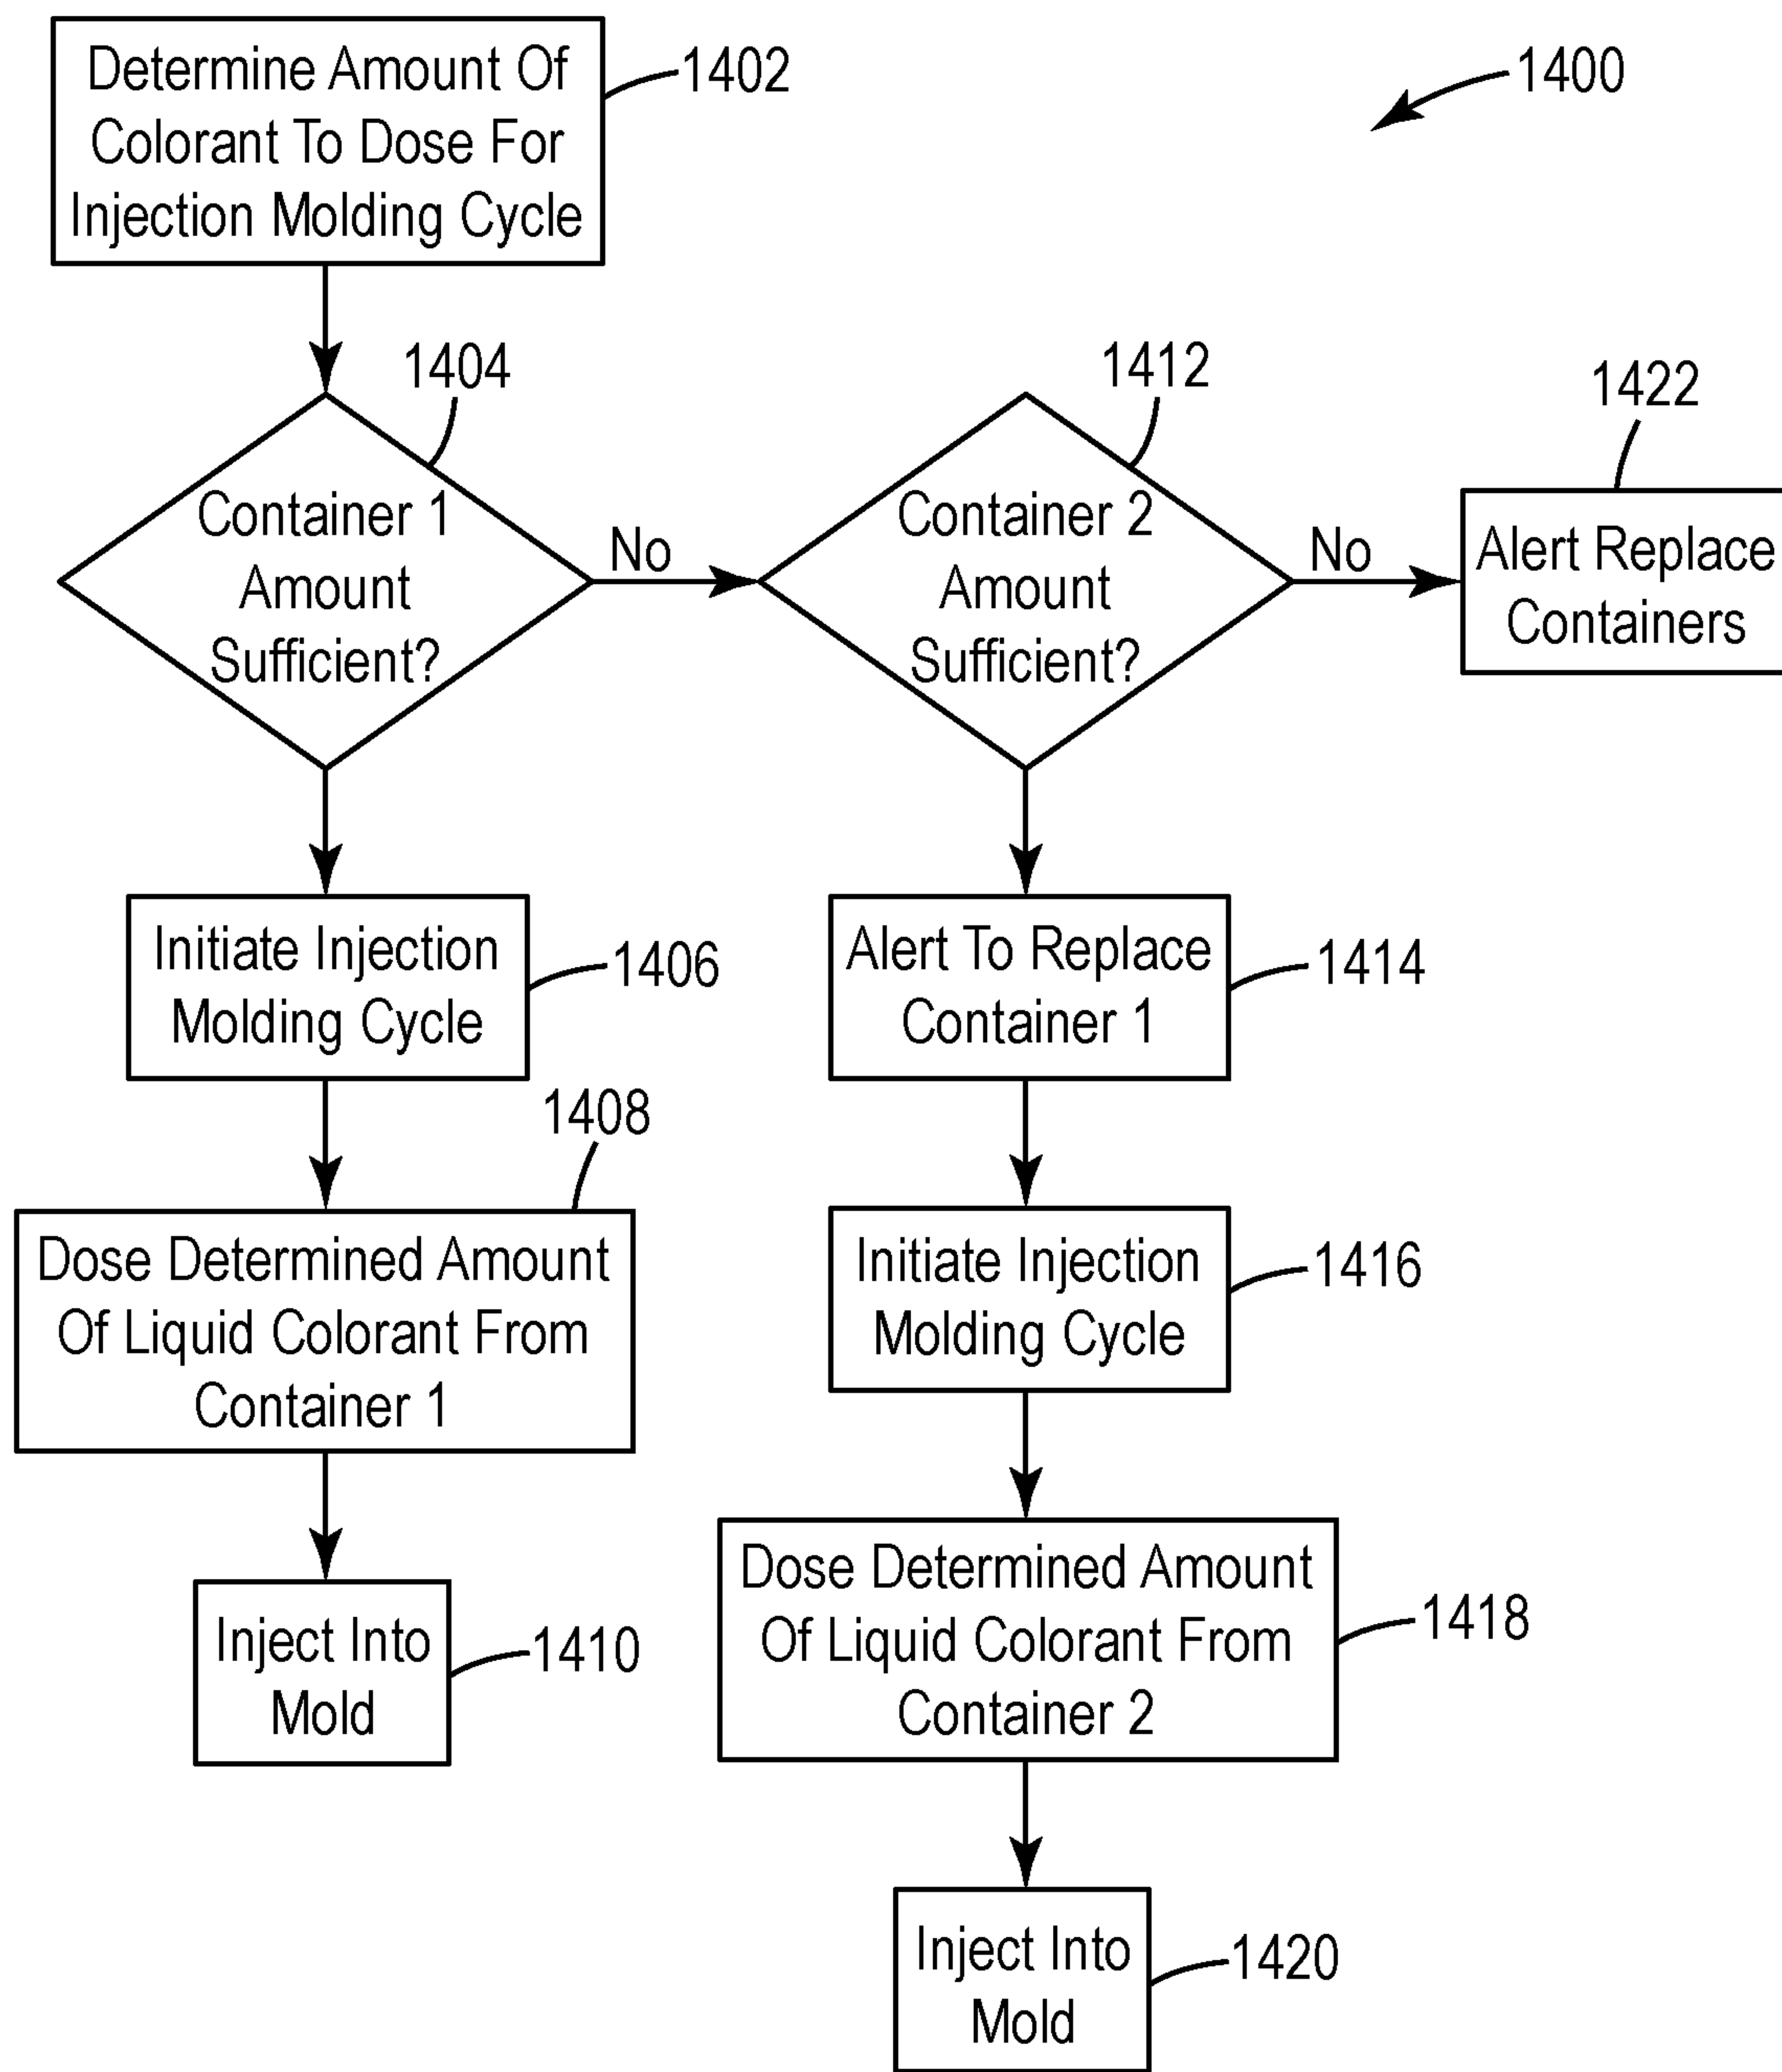 Determine Amount Of
Colorant To Dose For
Injection Molding Cycle
1402
1400
1404
Container 1
Amount
Sufficient?
No
1412
Container 2
Amount
Sufficient?
No
1422
Alert Replace
Containers
Initiate Injection
Molding Cycle
1406
1408
Dose Determined Amount
Of Liquid Colorant From
Container 1
Inject Into
Mold
1410
Alert To Replace
Container 1
1414
Initiate Injection
Molding Cycle
1416
Dose Determined Amount
Of Liquid Colorant From
Container 2
1418
Inject Into
Mold
1420